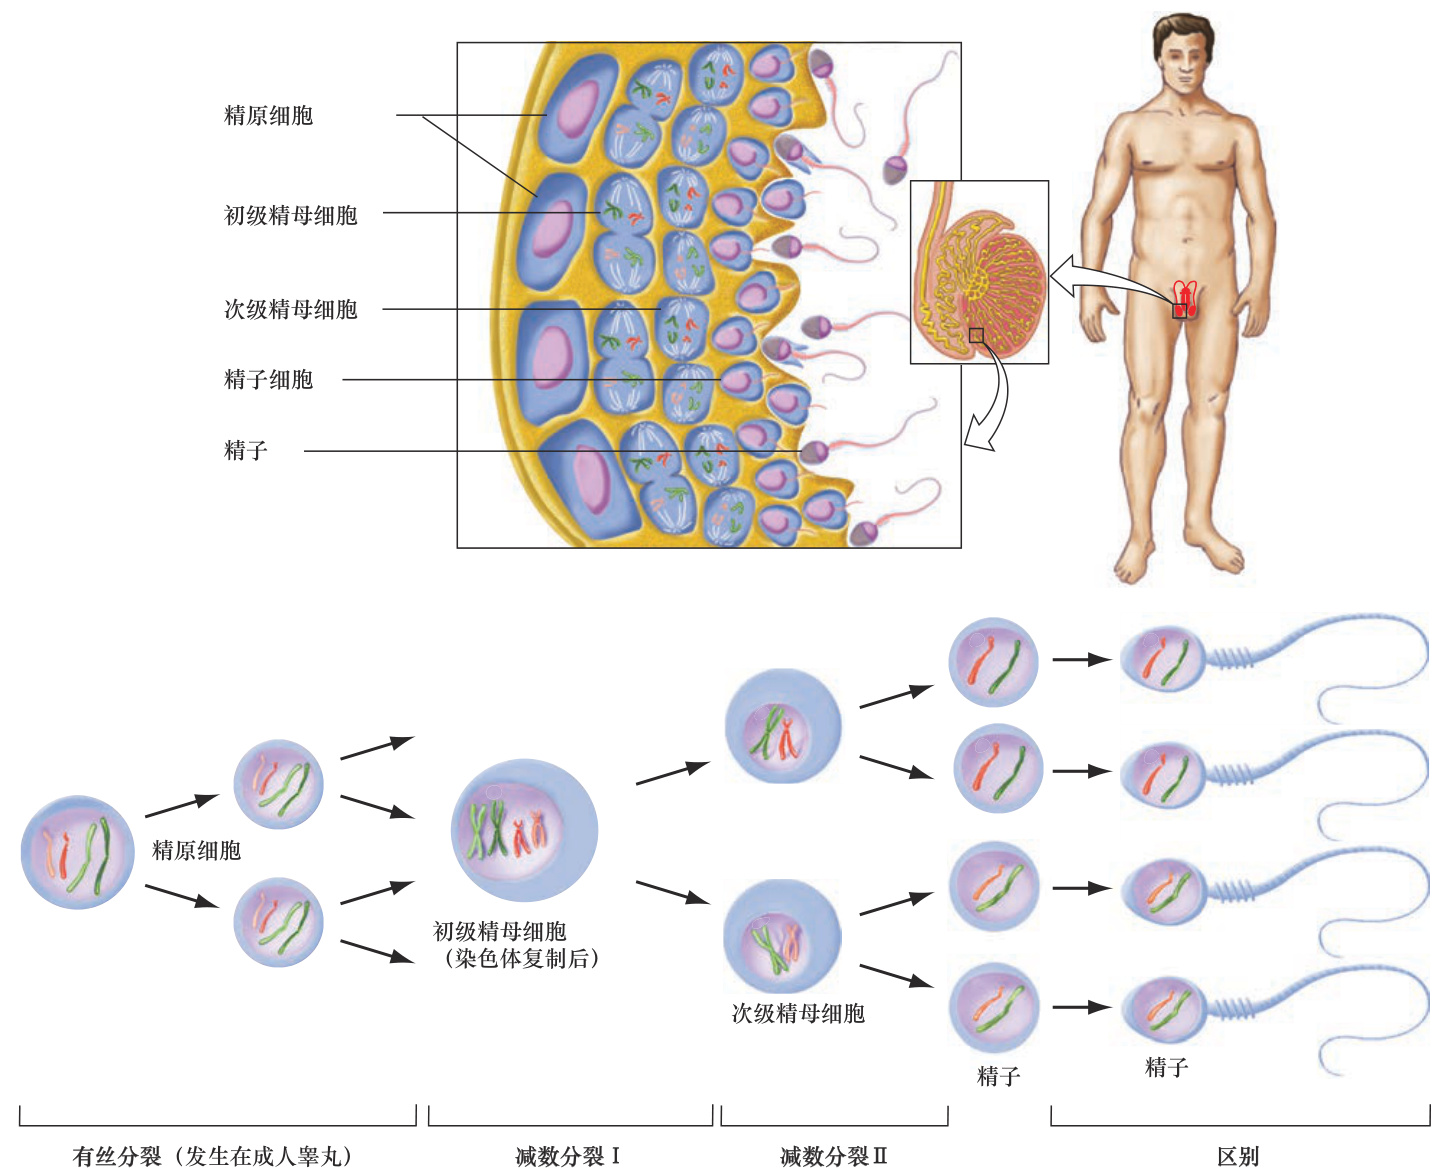 精原细胞
初级精母细胞
次级精母细胞
精子细胞
精子
精原细胞
初级精母细胞
（染色体复制后）
次级精母细胞
精子
精子
有丝分裂（发生在成人睾丸）
减数分裂Ⅰ
减数分裂Ⅱ
区别